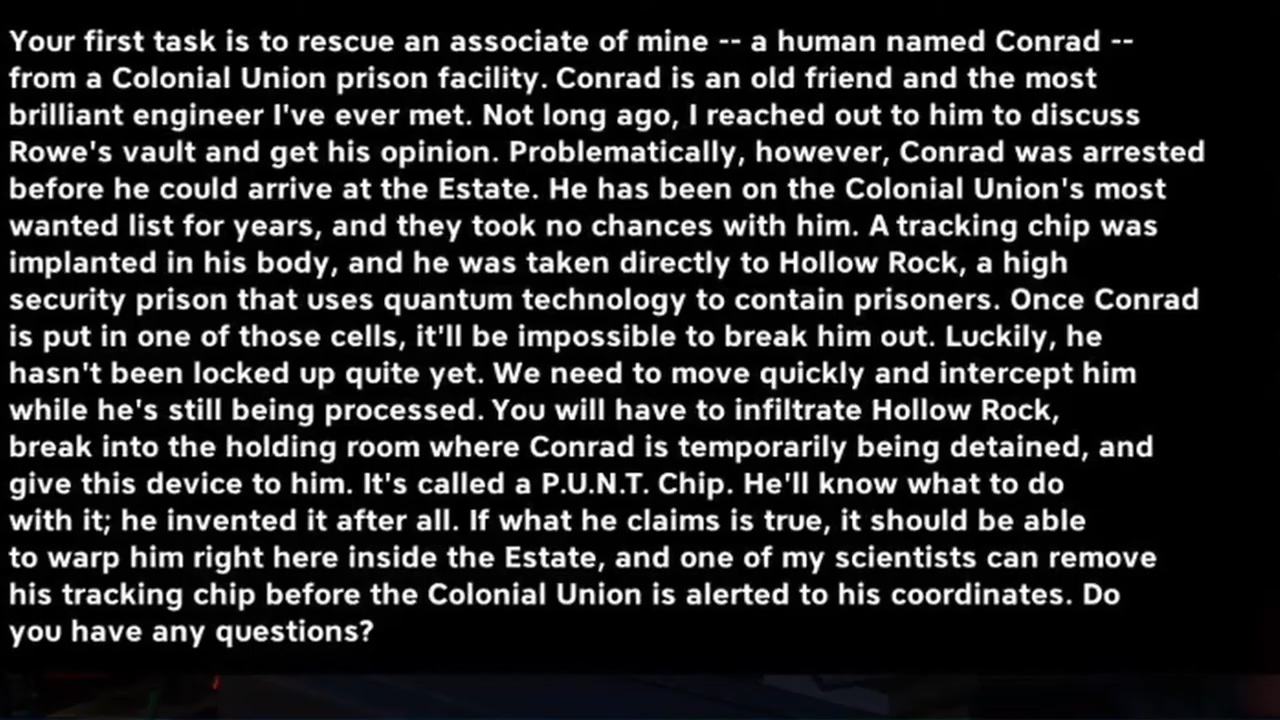 Your first task is to rescue an associate of mine -- a human named Conrad --
from a Colonial Union prison facility. Conrad is an old friend and the most
brilliant engineer I've ever met. Not long ago, I reached out to him to discuss
Rowe's vault and get his opinion. Problematically, however, Conrad was arrested
before he could arrive at the Estate. He has been on the Colonial Union's most
wanted list for years, and they took no chances with him. A tracking chip was
implanted in his body, and he was taken directly to Hollow Rock, a high
security prison that uses quantum technology to contain prisoners. Once Conrad
is put in one of those cells, it'll be impossible to break him out. Luckily, he
hasn't been locked up quite yet. We need to move quickly and intercept him
while he's still being processed. You will have to infiltrate Hollow Rock,
break into the holding room where Conrad is temporarily being detained, and
give this device to him. It's called a P.U.N.T. Chip. He'll know what to do
with it; he invented it after all. If what he claims is true, it should be able
to warp him right here inside the Estate, and one of my scientists can remove
his tracking chip before the Colonial Union is alerted to his coordinates. Do
you have any questions?